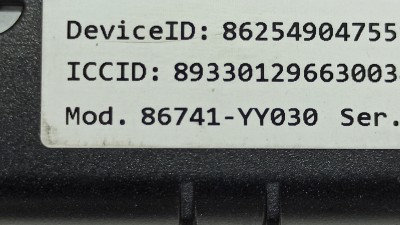 DeviceID: 86254904755
ICCID: 89330129663003
Mod. 86741-YY030 Ser.